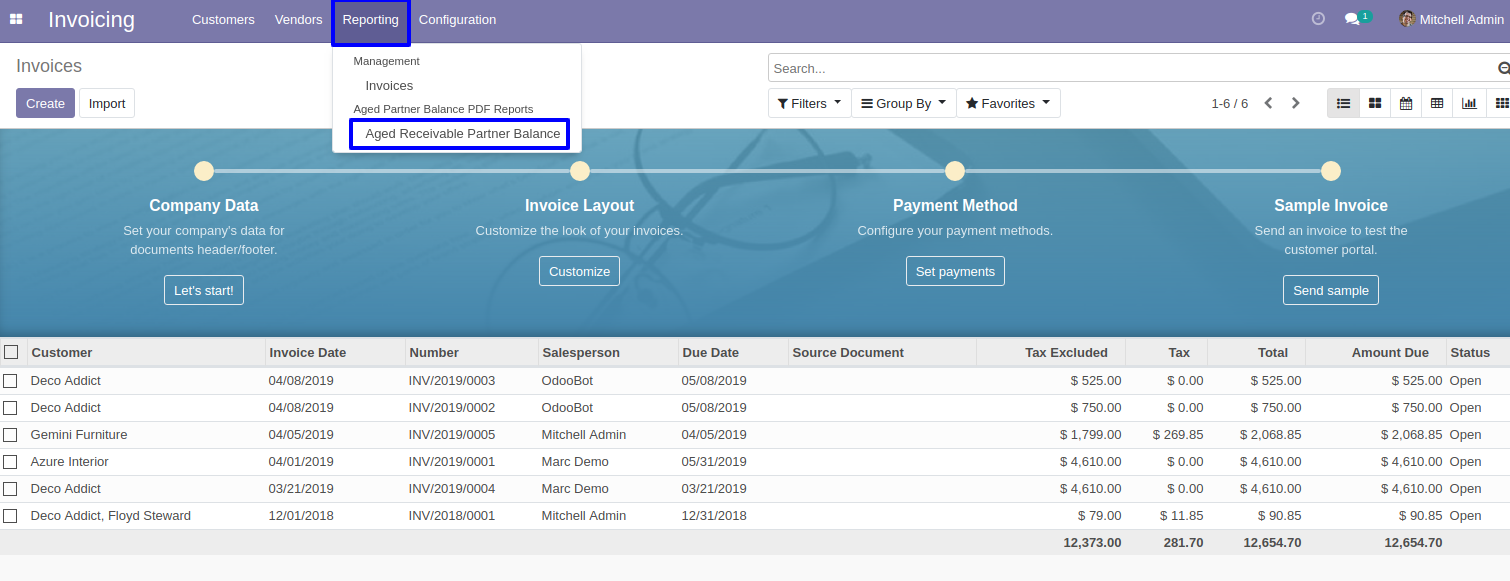 Invoicing Customers Vendors Reporting Configuration 1 Mitchell Admin
Invoices
Search...
Create Import
Filters Group By Favorites 1-6 / 6
Management
Invoices
Aged Partner Balance PDF Reports
Aged Receivable Partner Balance
Company Data
Set your company's data for
documents header/footer.
Let's start!
Invoice Layout
Customize the look of your invoices.
Customize
Payment Method
Configure your payment methods.
Set payments
Sample Invoice
Send an invoice to test the
customer portal.
Send sample
Customer Invoice Date Number Salesperson Due Date Source Document Tax Excluded Tax Total Amount Due Status
Deco Addict 04/08/2019 INV/2019/0003 OdooBot 05/08/2019 $ 525.00 $ 0.00 $ 525.00 $ 525.00 Open
Deco Addict 04/08/2019 INV/2019/0002 OdooBot 05/08/2019 $ 750.00 $ 0.00 $ 750.00 $ 750.00 Open
Gemini Furniture 04/05/2019 INV/2019/0005 Mitchell Admin 04/05/2019 $ 1,799.00 $ 269.85 $ 2,068.85 $ 2,068.85 Open
Azure Interior 04/01/2019 INV/2019/0001 Marc Demo 05/31/2019 $ 4,610.00 $ 0.00 $ 4,610.00 $ 4,610.00 Open
Deco Addict 03/21/2019 INV/2019/0004 Marc Demo 03/21/2019 $ 4,610.00 $ 0.00 $ 4,610.00 $ 4,610.00 Open
Deco Addict, Floyd Steward 12/01/2018 INV/2018/0001 Mitchell Admin 12/31/2018 $ 79.00 $ 11.85 $ 90.85 $ 90.85 Open
12,373.00 281.70 12,654.70 12,654.70